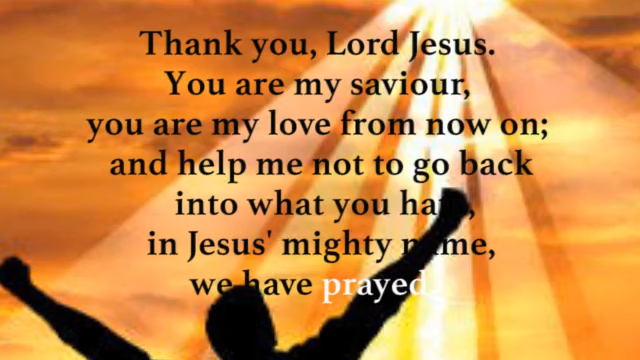 Thank you, Lord Jesus.
You are my saviour,
you are my love from now on;
and help me not to go back
into what you
in Jesus' mighty name,
we have prayed.